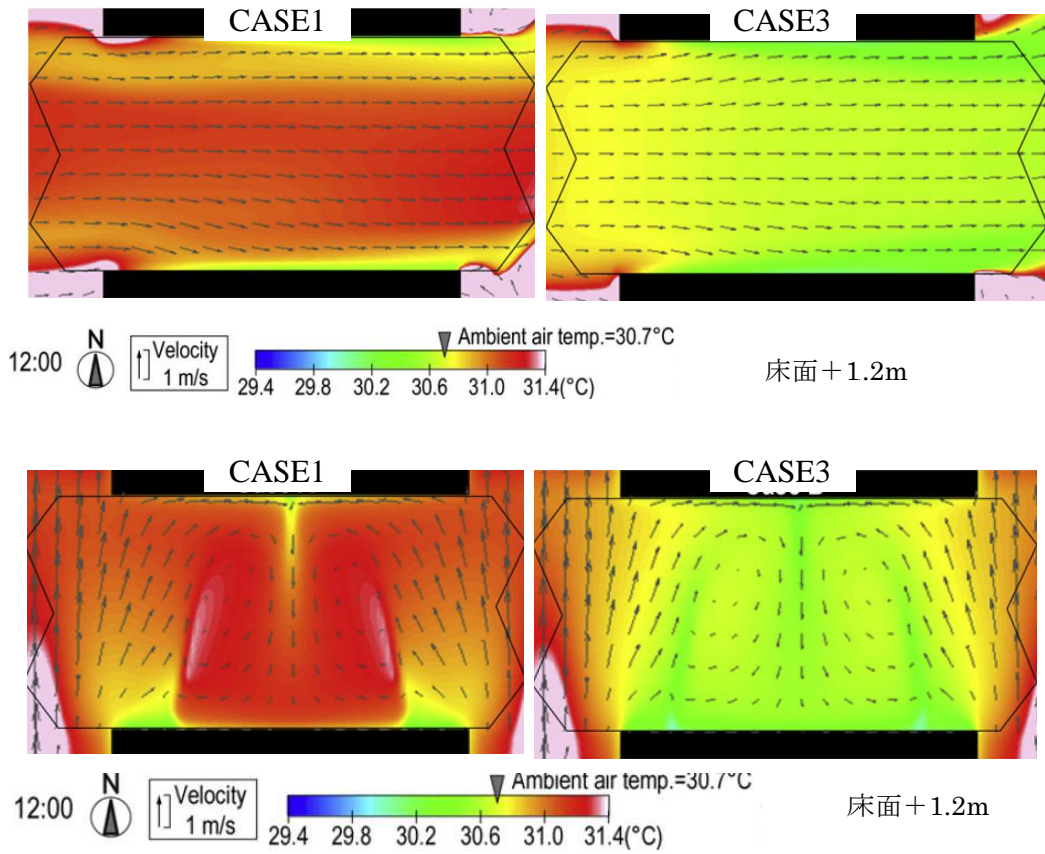 CASE1
CASE3
12:00
N
Velocity
1 m/s
Ambient air temp.=30.7°C
29.4 29.8 30.2 30.6 31.0 31.4(°C)
床面＋1.2m
CASE1
CASE3
12:00
N
Velocity
1 m/s
Ambient air temp.=30.7°C
29.4 29.8 30.2 30.6 31.0 31.4(°C)
床面＋1.2m